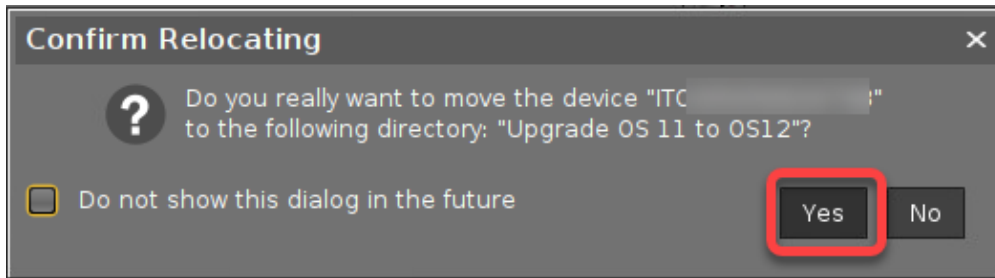 Confirm Relocating
Do you really want to move the device "ITC "
to the following directory: "Upgrade OS 11 to OS12"?
Do not show this dialog in the future
Yes No